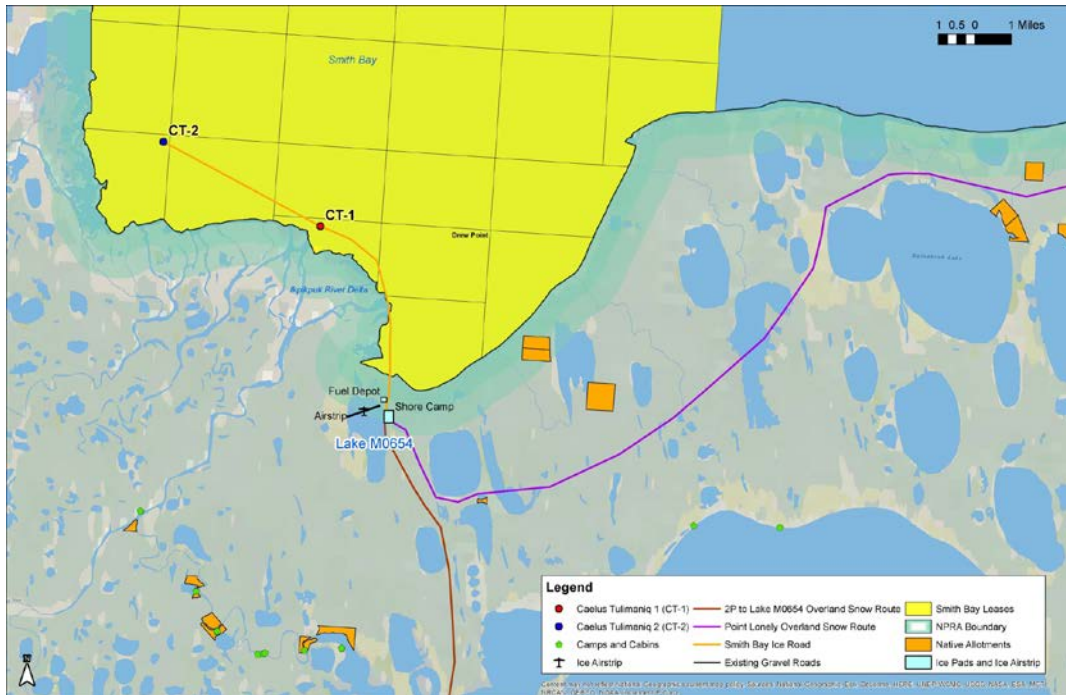 1 0.5 0 1 Miles
Smith Bay
CT-2
CT-1
Drew Point
Ikpikpuk River Delta
Fuel Depot
Airstrip
Shore Camp
Lake M0654
Legend
Caelus Tulimaniq 1 (CT-1)
Caelus Tulimaniq 2 (CT-2)
Camps and Cabins
Ice Airstrip
2P to Lake M0654 Overland Snow Route
Point Lonely Overland Snow Route
Smith Bay Ice Road
Existing Gravel Roads
Smith Bay Leases
NPRA Boundary
Native Allotments
Ice Pads and Ice Airstrip